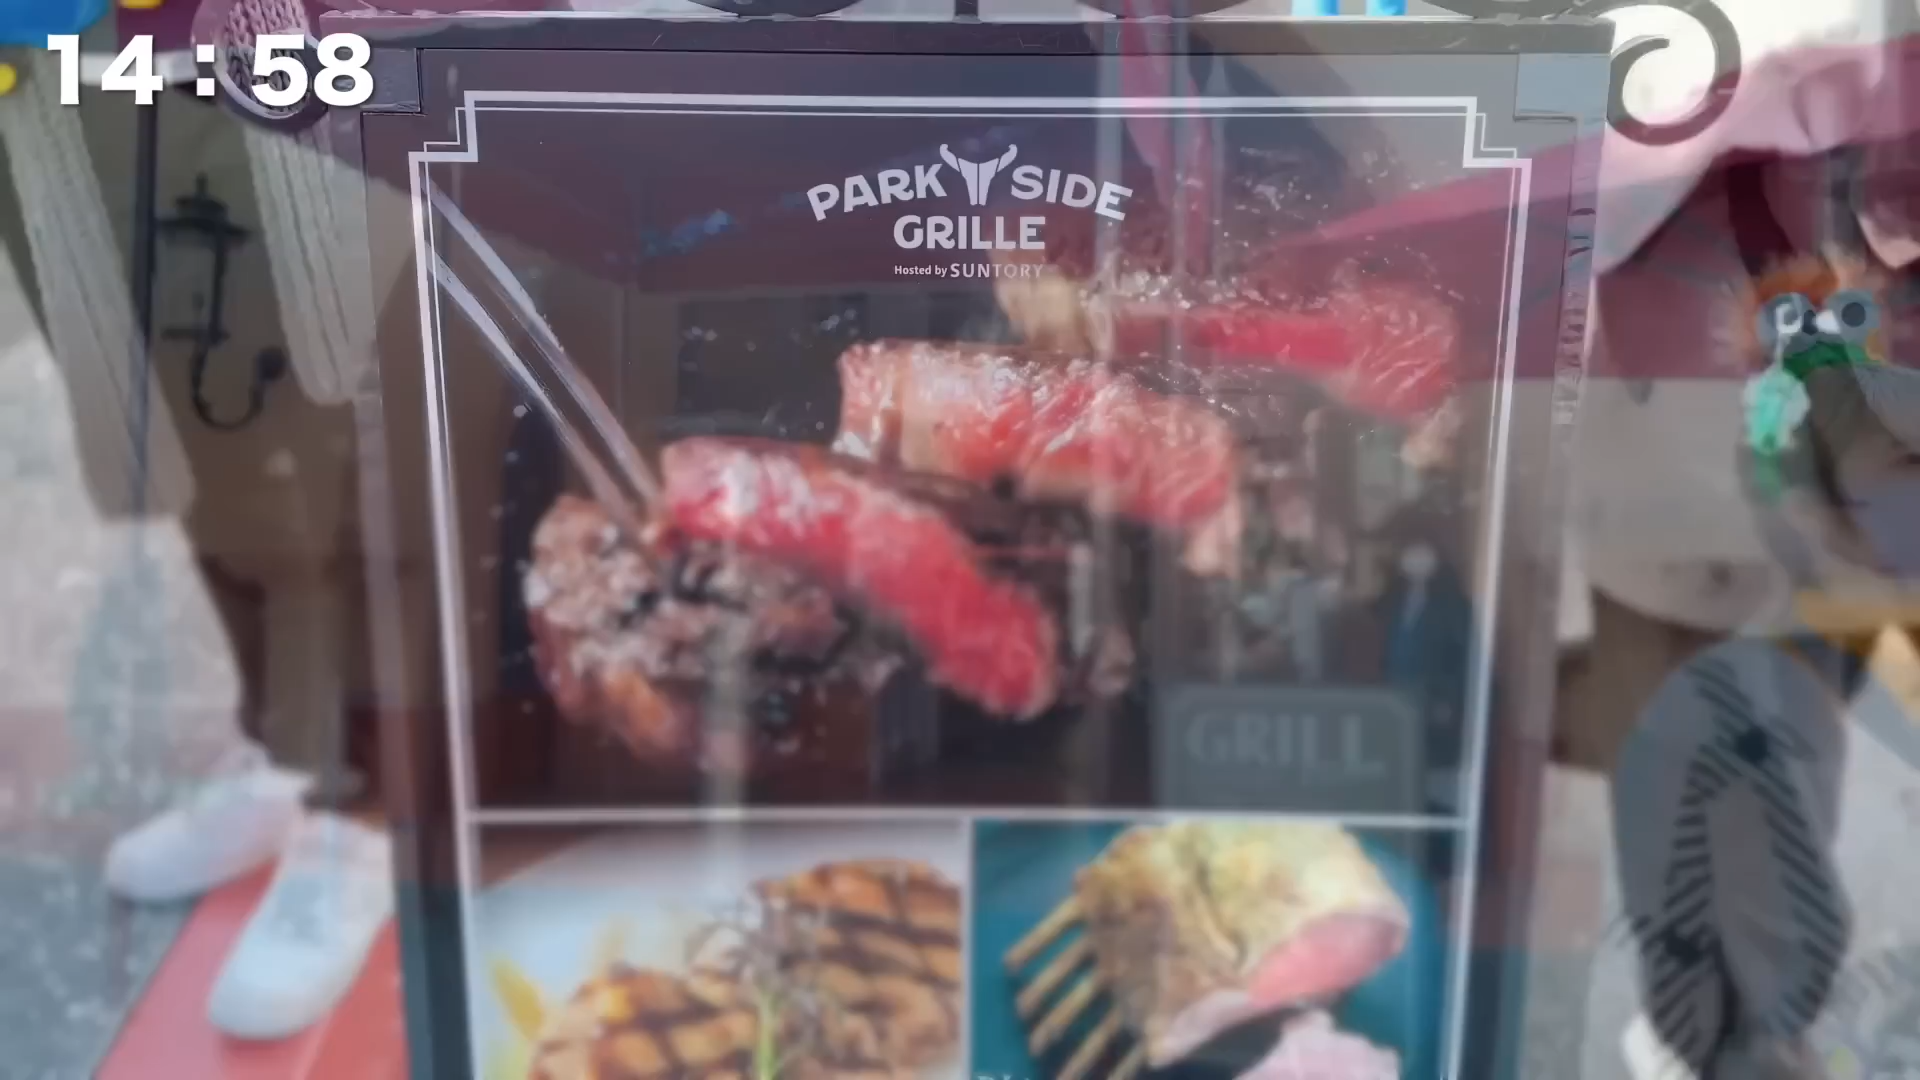 14:58
PARK SIDE
GRILLE
Hosted by SUNTORY
GRILL